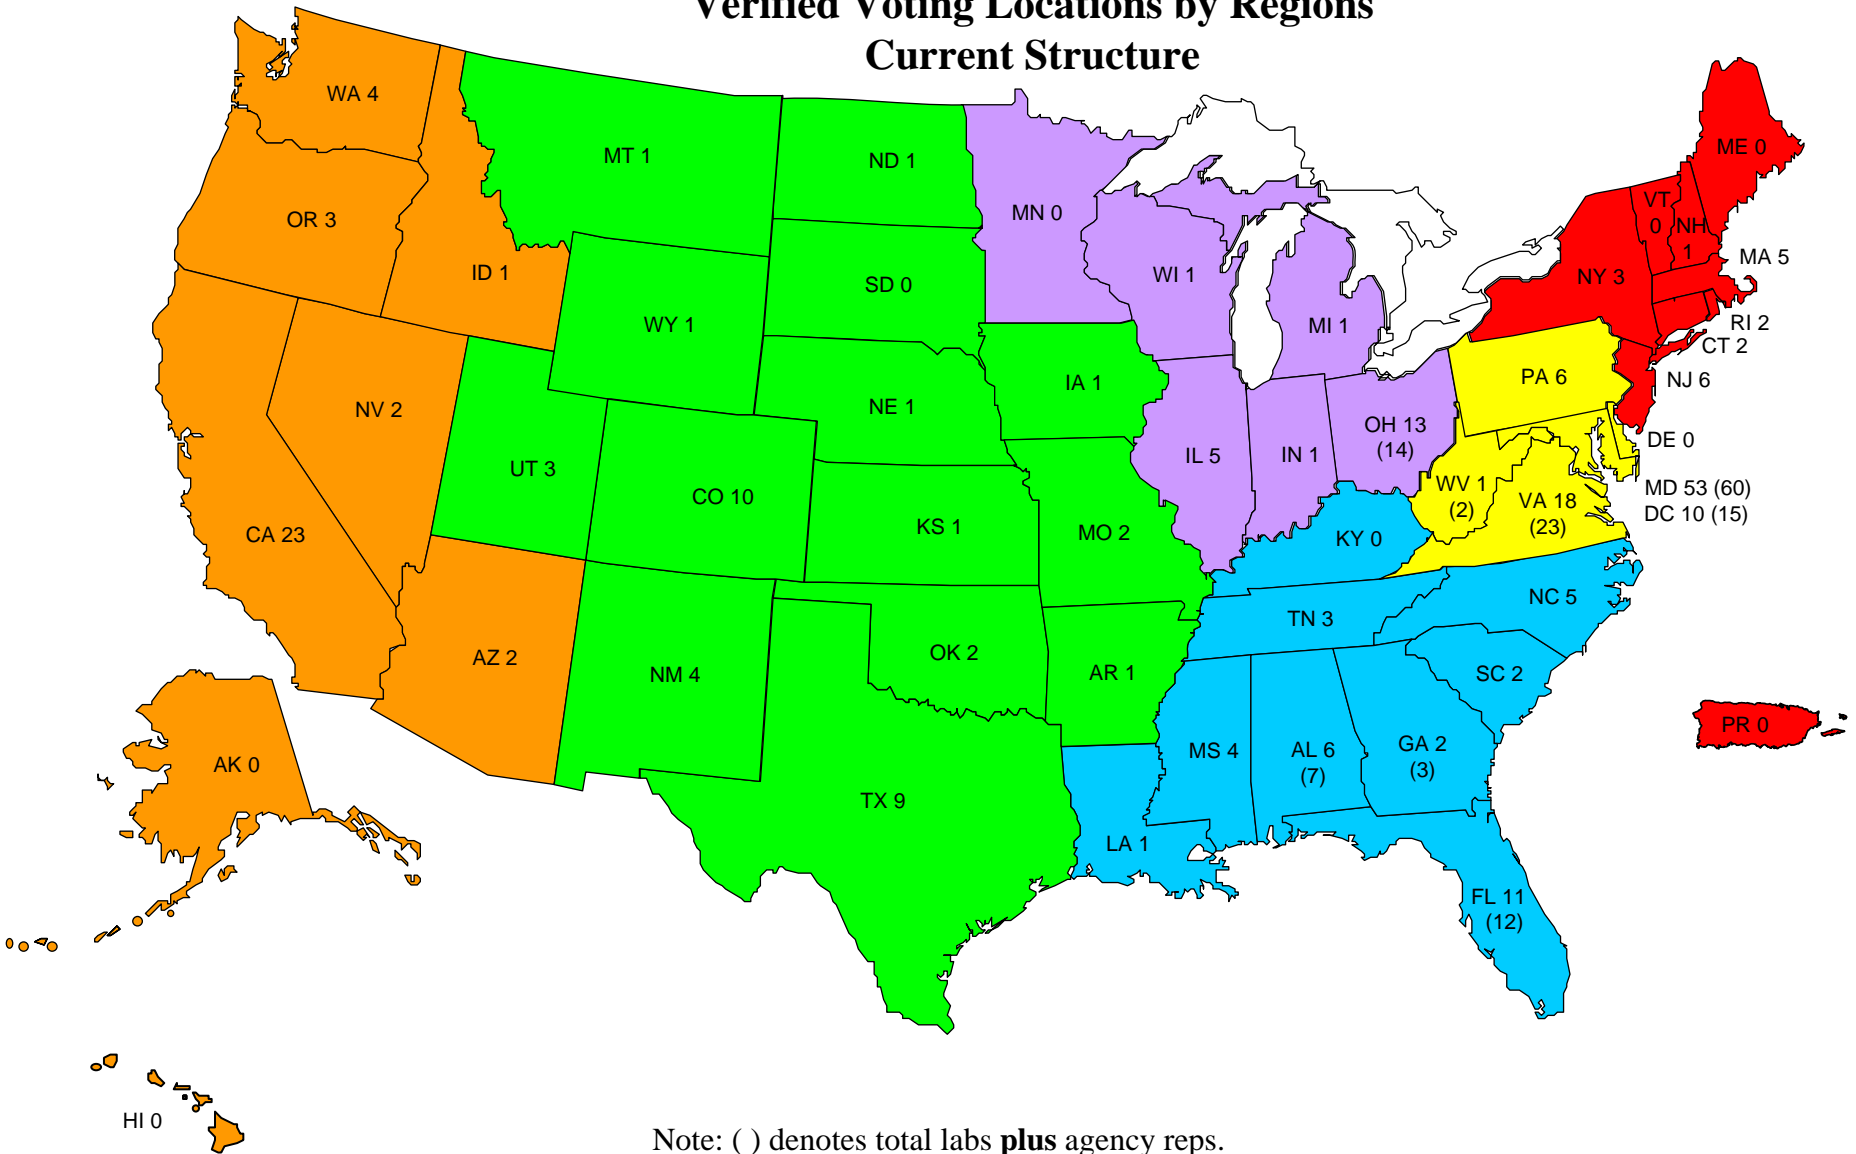 Verified Voting Locations by Regions
Current Structure
WA 4
MT 1
ND 1
MN 0
ME 0
VT
0
NH
1
OR 3
ID 1
SD 0
WI 1
MI 1
NY 3
MA 5
WY 1
RI 2
CT 2
NV 2
NE 1
IA 1
PA 6
NJ 6
UT 3
CO 10
IL 5
IN 1
OH 13
(14)
DE 0
CA 23
KS 1
MO 2
KY 0
WV 1
(2)
VA 18
(23)
MD 53 (60)
DC 10 (15)
AZ 2
NM 4
OK 2
AR 1
TN 3
NC 5
SC 2
AK 0
TX 9
MS 4
AL 6
(7)
GA 2
(3)
PR 0
LA 1
FL 11
(12)
HI 0
Note: ( ) denotes total labs plus agency reps.